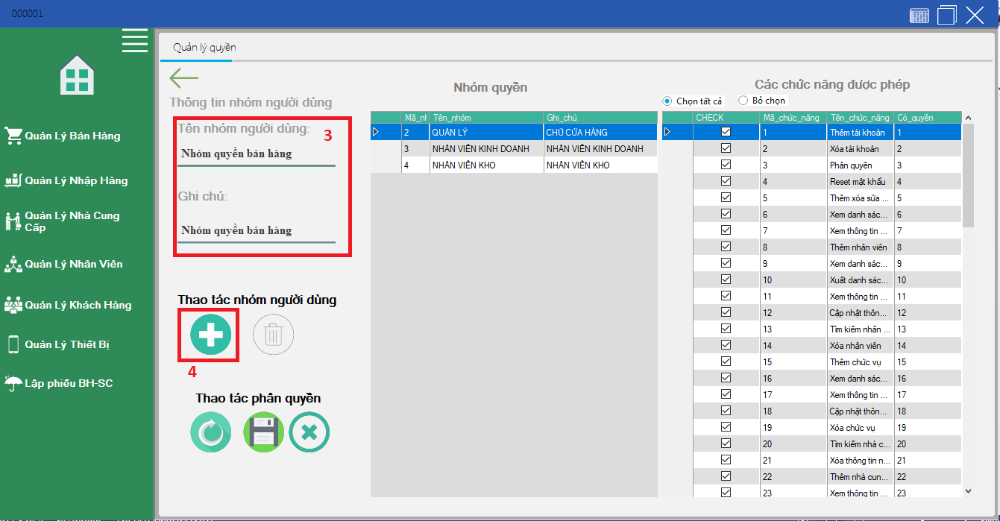 000001
Quản lý quyền
Quản Lý Bán Hàng
Quản Lý Nhập Hàng
Quản Lý Nhà Cung
Cấp
Quản Lý Nhân Viên
Quản Lý Khách Hàng
Quản Lý Thiết Bị
Lập phiếu BH-SC
Thông tin nhóm người dùng
Tên nhóm người dùng:
3
Nhóm quyền bán hàng
Ghi chú:
Nhóm quyền bán hàng
Thao tác nhóm người dùng
4
Thao tác phân quyền
Nhóm quyền
Mã_nh Tên_nhóm Ghi_chú
2 QUẢN LÝ CHỦ CỬA HÀNG
3 NHÂN VIÊN KINH DOANH NHÂN VIÊN KINH DOANH
4 NHÂN VIÊN KHO NHÂN VIÊN KHO
Các chức năng được phép
Chọn tất cả Bỏ chọn
CHECK Mã_chức_năng Tên_chức_năng Có_quyền
1 Thêm tài khoản 1
2 Xóa tài khoản 2
3 Phân quyền 3
4 Reset mật khẩu 4
5 Thêm xóa sửa ... 5
6 Xem danh sác... 6
7 Xem thông tin ... 7
8 Thêm nhân viên 8
9 Xem danh sác... 9
10 Xuất danh sác... 10
11 Xem thông tin ... 11
12 Cập nhật thôn... 12
13 Tìm kiếm nhân ... 13
14 Xóa nhân viên 14
15 Thêm chức vụ 15
16 Xem danh sác... 16
17 Xem thông tin ... 17
18 Cập nhật thôn... 18
19 Xóa chức vụ 19
20 Tìm kiếm nhà c... 20
21 Xóa thông tin n... 21
22 Thêm nhà cun... 22
23 Xem thông tin ... 23